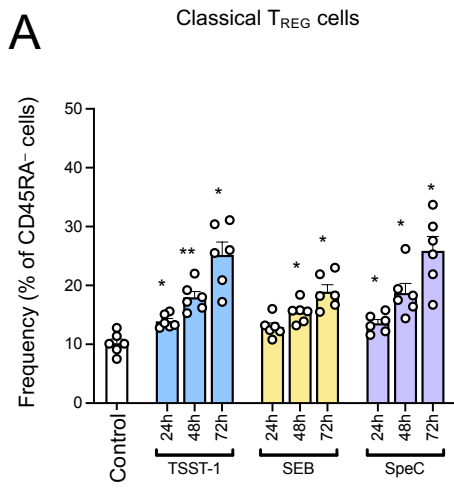 A
Classical TREG cells
Frequency (% of CD45RA− cells)
50
40
30
20
10
0
*
**
*
*
*
*
*
*
Control
24h
48h
72h
24h
48h
72h
24h
48h
72h
TSST-1
SEB
SpeC